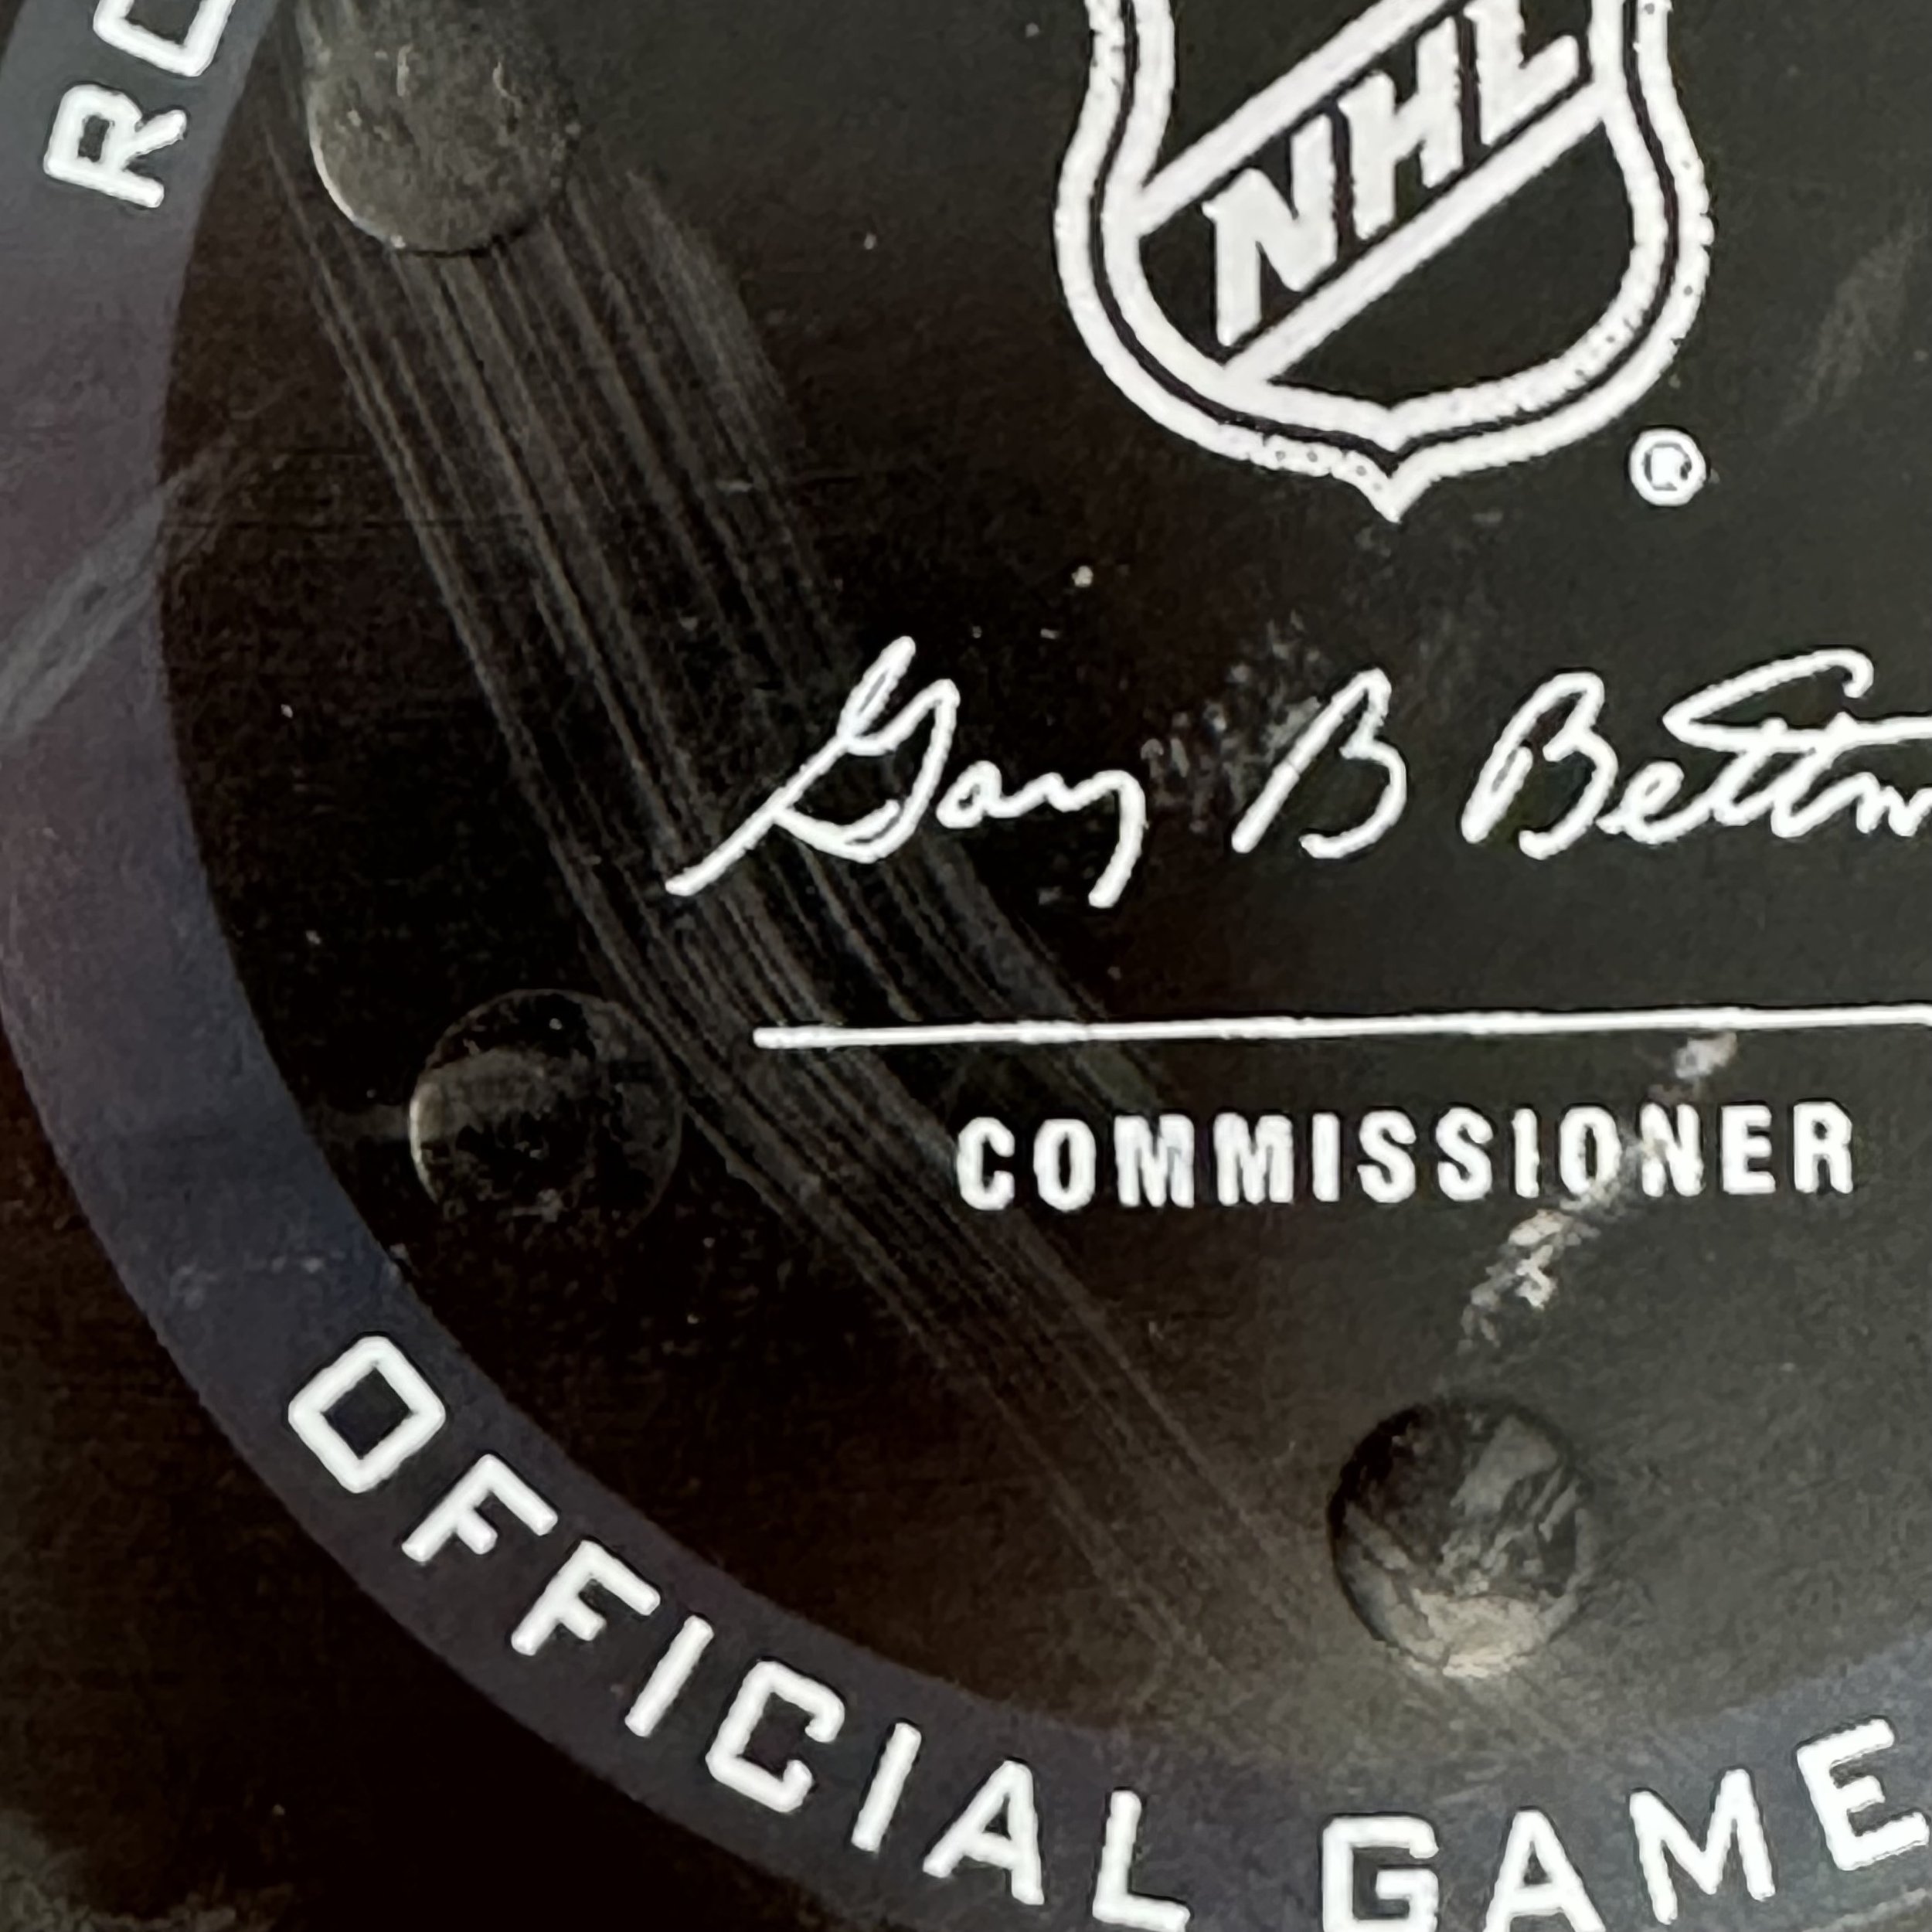 NHL
®
Gary B Bettm
COMMISSIONER
OFFICIAL GAME